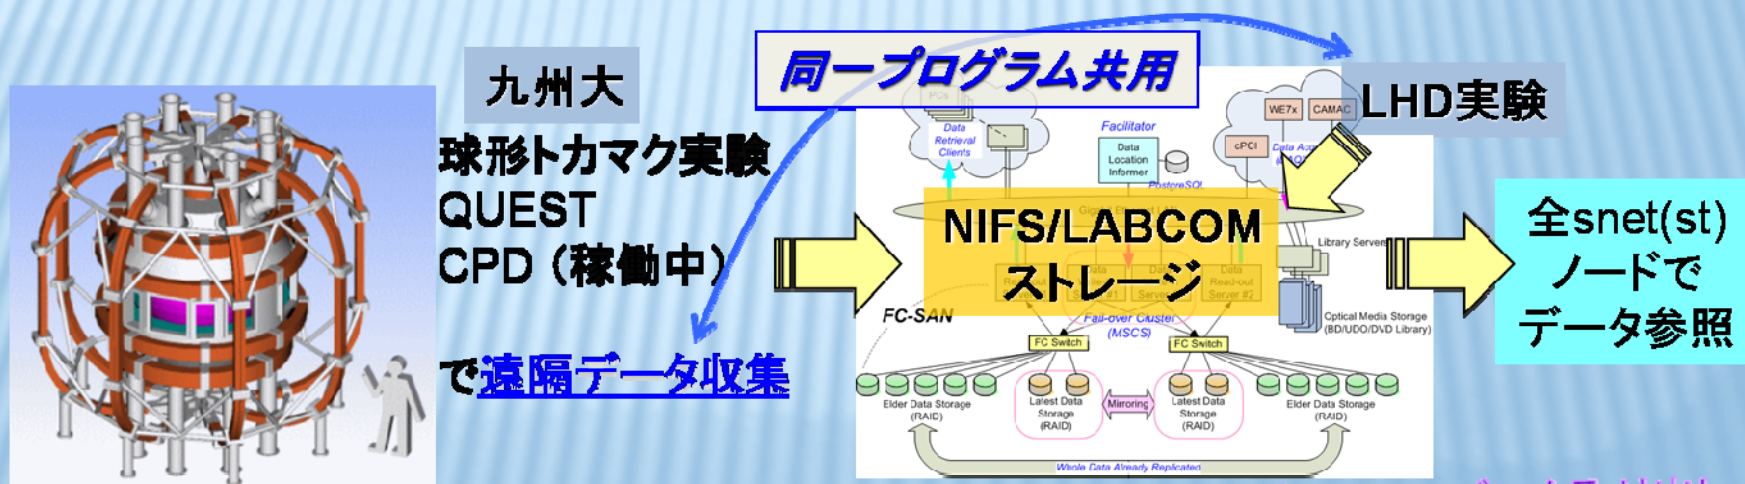 九州大
球形トカマク実験
QUEST
CPD（稼働中）
で遠隔データ収集
同一プログラム共用
LHD実験
PCs
Data
Retrieval
Clients
Facilitator
Data
Location
Informer
PostgreSQL
WE7x
CAMAC
cPCI
NIFS/LABCOM
ストレージ
Library Servers
Optical Media Storage
(BD/UDO/DVD Library)
FC-SAN
Fail-over Cluster
(MSCS)
FC Switch
FC Switch
Elder Data Storage
(RAID)
Latest Data
Storage
(RAID)
Mirroring
Latest Data
Storage
(RAID)
Elder Data Storage
(RAID)
Whole Data Already Replicated
全snet(st)
ノードで
データ参照